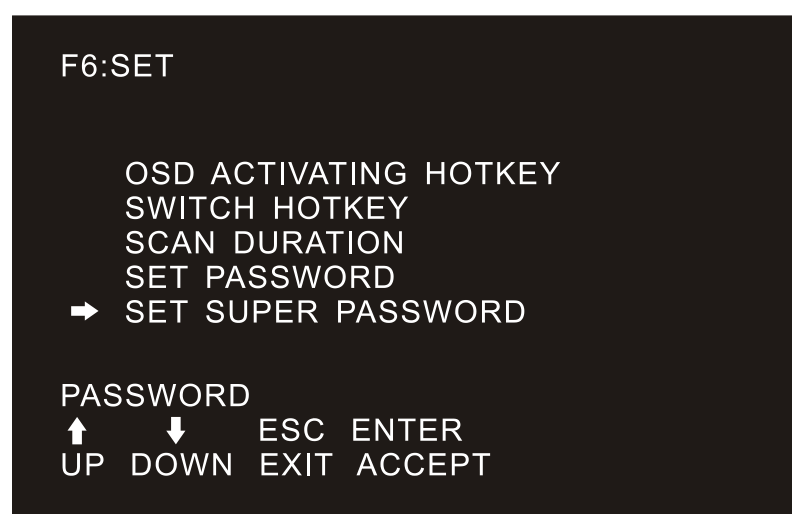 F6:SET
OSD ACTIVATING HOTKEY
SWITCH HOTKEY
SCAN DURATION
SET PASSWORD
➡ SET SUPER PASSWORD
PASSWORD
⬆ ⬇ ESC ENTER
UP DOWN EXIT ACCEPT